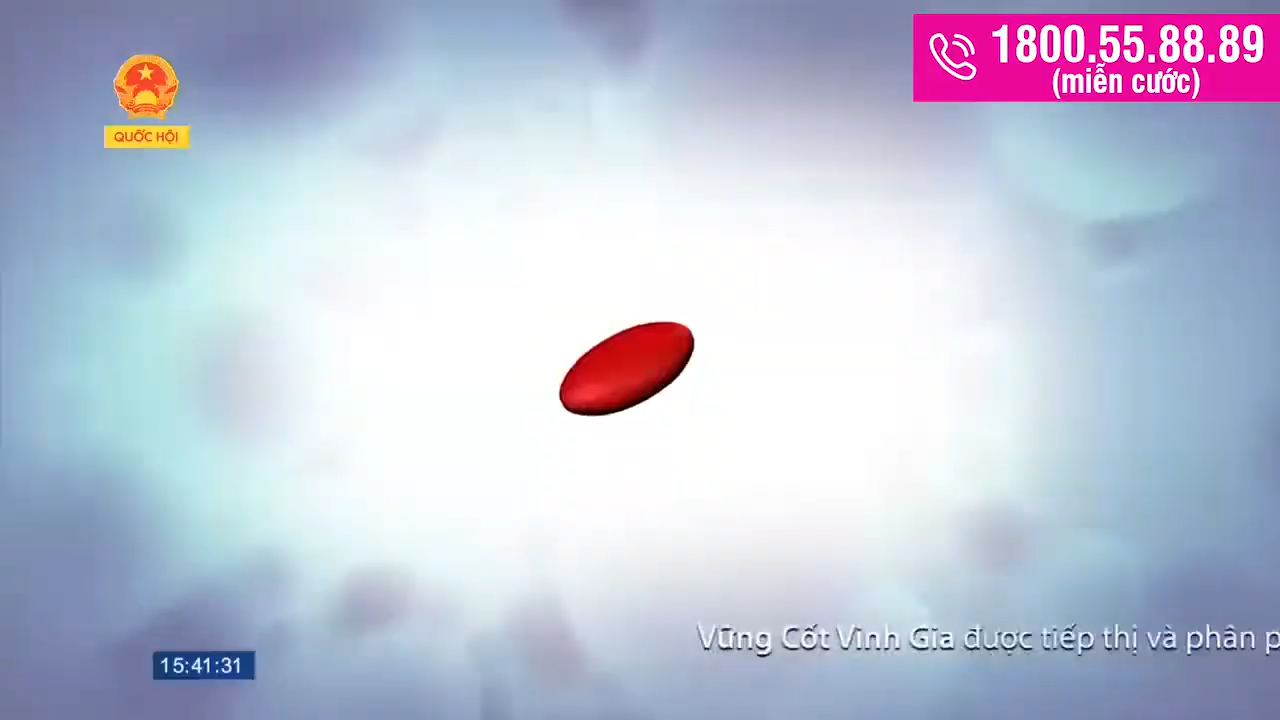 1800.55.88.89
(miễn cước)
QUỐC HỘI
Vững Cốt Vinh Gia được tiếp thị và phân p
15:41:31